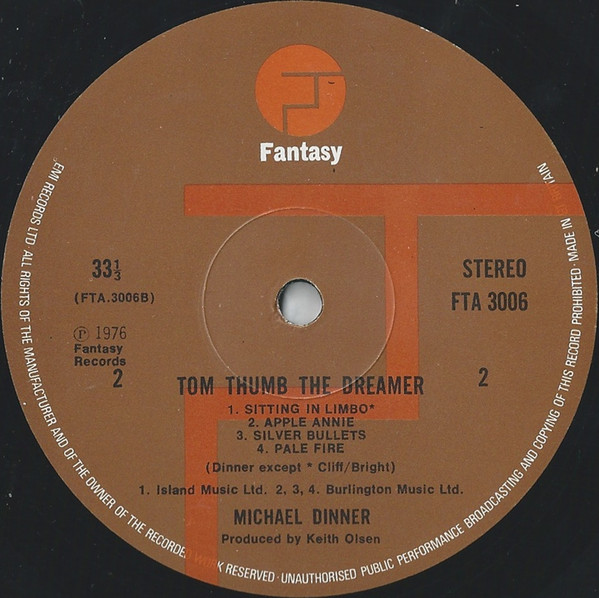 Fantasy
33⅓
STEREO
(FTA.3006B)
FTA 3006
℗ 1976
Fantasy
Records
2
2
TOM THUMB THE DREAMER
1. SITTING IN LIMBO*
2. APPLE ANNIE
3. SILVER BULLETS
4. PALE FIRE
(Dinner except * Cliff/Bright)
1. Island Music Ltd. 2, 3, 4. Burlington Music Ltd.
MICHAEL DINNER
Produced by Keith Olsen
EMI RECORDS LTD ALL RIGHTS OF THE MANUFACTURER AND OF THE OWNER OF THE RECORDED WORK RESERVED · UNAUTHORISED PUBLIC PERFORMANCE BROADCASTING AND COPYING OF THIS RECORD PROHIBITED · MADE IN